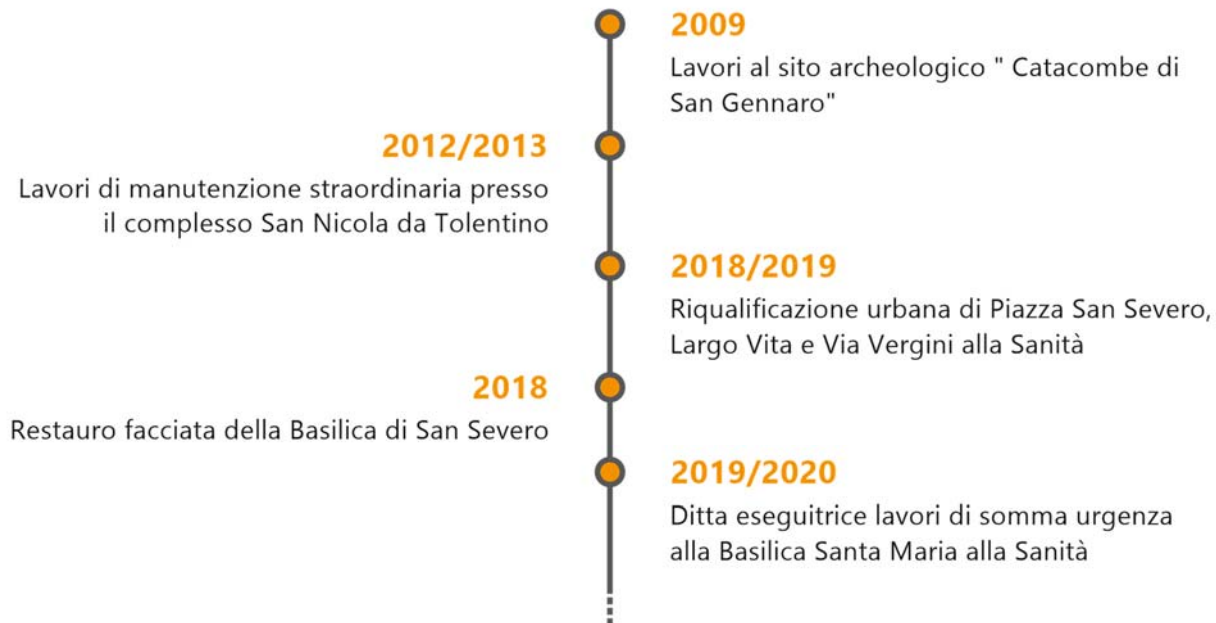 2009
Lavori al sito archeologico " Catacombe di
San Gennaro"
2012/2013
Lavori di manutenzione straordinaria presso
il complesso San Nicola da Tolentino
2018/2019
Riqualificazione urbana di Piazza San Severo,
Largo Vita e Via Vergini alla Sanità
2018
Restauro facciata della Basilica di San Severo
2019/2020
Ditta eseguitrice lavori di somma urgenza
alla Basilica Santa Maria alla Sanità